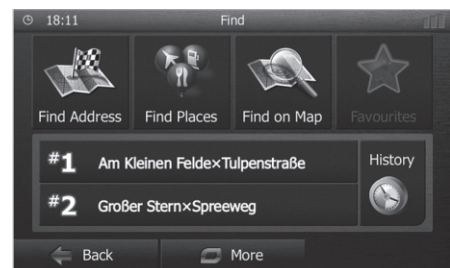 18:11 Find
Find Address Find Places Find on Map Favourites
#1 Am Kleinen Felde×Tulpenstraße History
#2 Großer Stern×Spreeweg
Back More